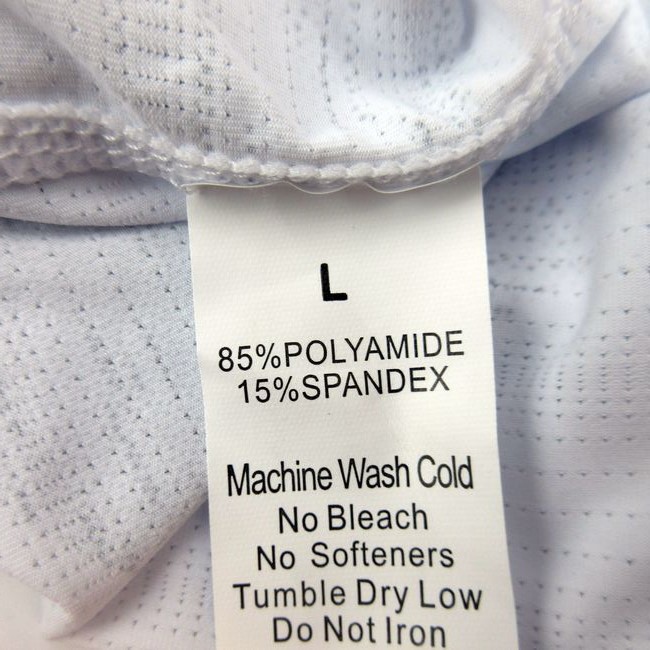 L
85%POLYAMIDE
15%SPANDEX
Machine Wash Cold
No Bleach
No Softeners
Tumble Dry Low
Do Not Iron